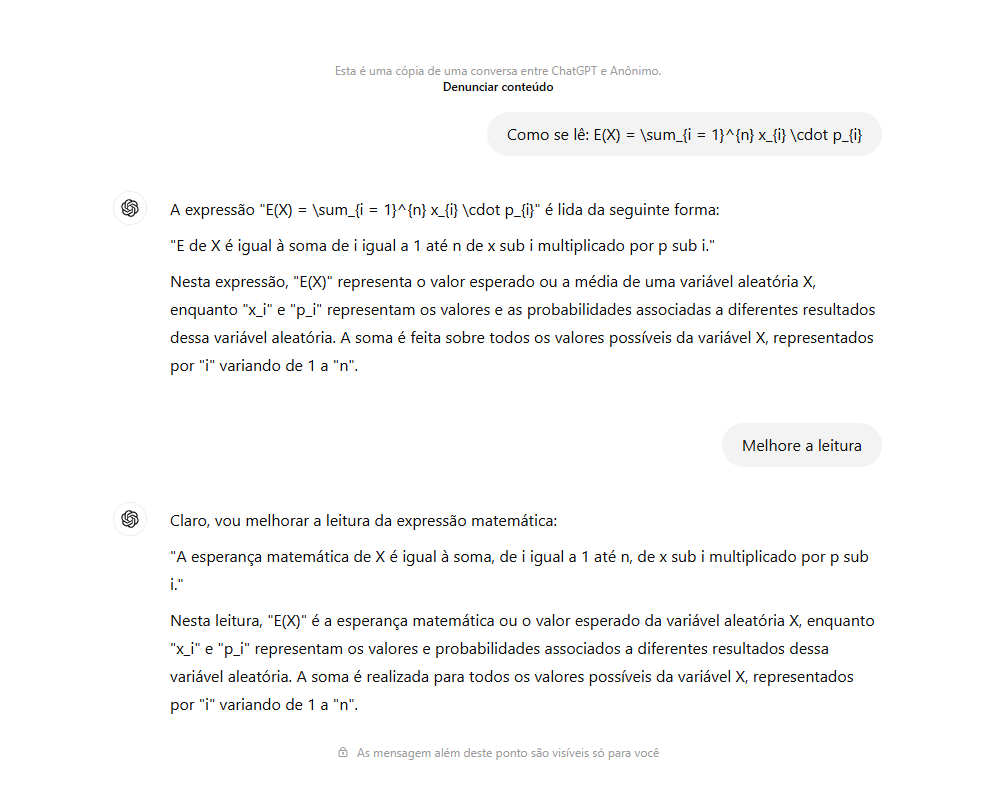 Esta é uma cópia de uma conversa entre ChatGPT e Anônimo.
Denunciar conteúdo
Como se lê: E(X) = \sum_{i = 1}^{n} x_{i} \cdot p_{i}
A expressão "E(X) = \sum_{i = 1}^{n} x_{i} \cdot p_{i}" é lida da seguinte forma:
"E de X é igual à soma de i igual a 1 até n de x sub i multiplicado por p sub i."
Nesta expressão, "E(X)" representa o valor esperado ou a média de uma variável aleatória X,
enquanto "x_i" e "p_i" representam os valores e as probabilidades associadas a diferentes resultados
dessa variável aleatória. A soma é feita sobre todos os valores possíveis da variável X, representados
por "i" variando de 1 a "n".
Melhore a leitura
Claro, vou melhorar a leitura da expressão matemática:
"A esperança matemática de X é igual à soma, de i igual a 1 até n, de x sub i multiplicado por p sub
i."
Nesta leitura, "E(X)" é a esperança matemática ou o valor esperado da variável aleatória X, enquanto
"x_i" e "p_i" representam os valores e probabilidades associados a diferentes resultados dessa
variável aleatória. A soma é realizada para todos os valores possíveis da variável X, representados
por "i" variando de 1 a "n".
As mensagem além deste ponto são visíveis só para você